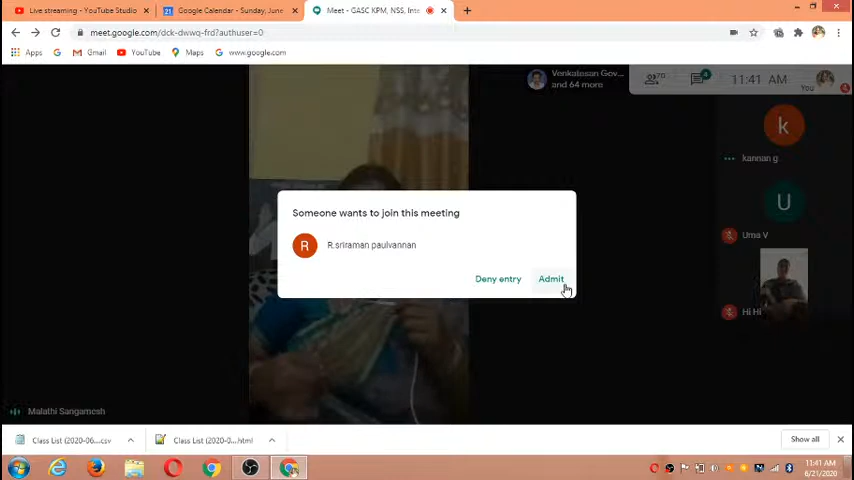 Live streaming - YouTube Studio
Google Calendar - Sunday, June
Meet - GASC KPM, NSS, Inte
meet.google.com/dck-dwwq-frd?authuser=0
Apps
Gmail
YouTube
Maps
www.google.com
Venkatesan Gov...
and 64 more
70
4
11:41 AM
You
k
kannan g
Someone wants to join this meeting
R
R.sriraman paulvannan
Deny entry
Admit
U
Uma V
Hi Hi
Malathi Sangamesh
Class List (2020-06....csv
Class List (2020-0....html
Show all
11:41 AM
6/21/2020